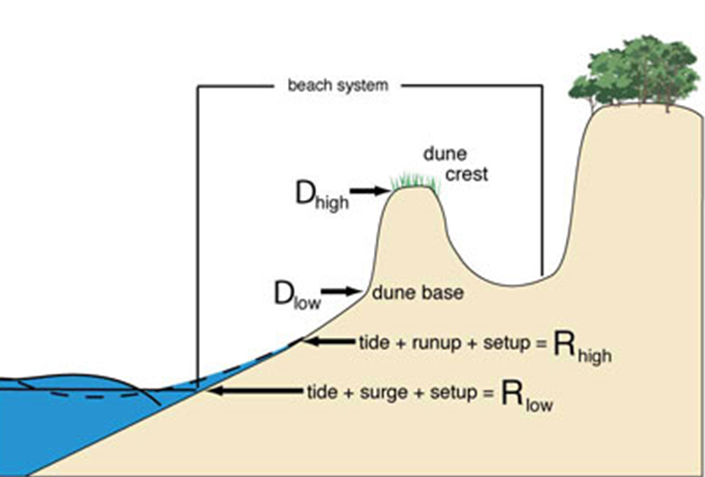 beach system
dune
crest
Dhigh
Dlow
dune base
tide + runup + setup = Rhigh
tide + surge + setup = Rlow